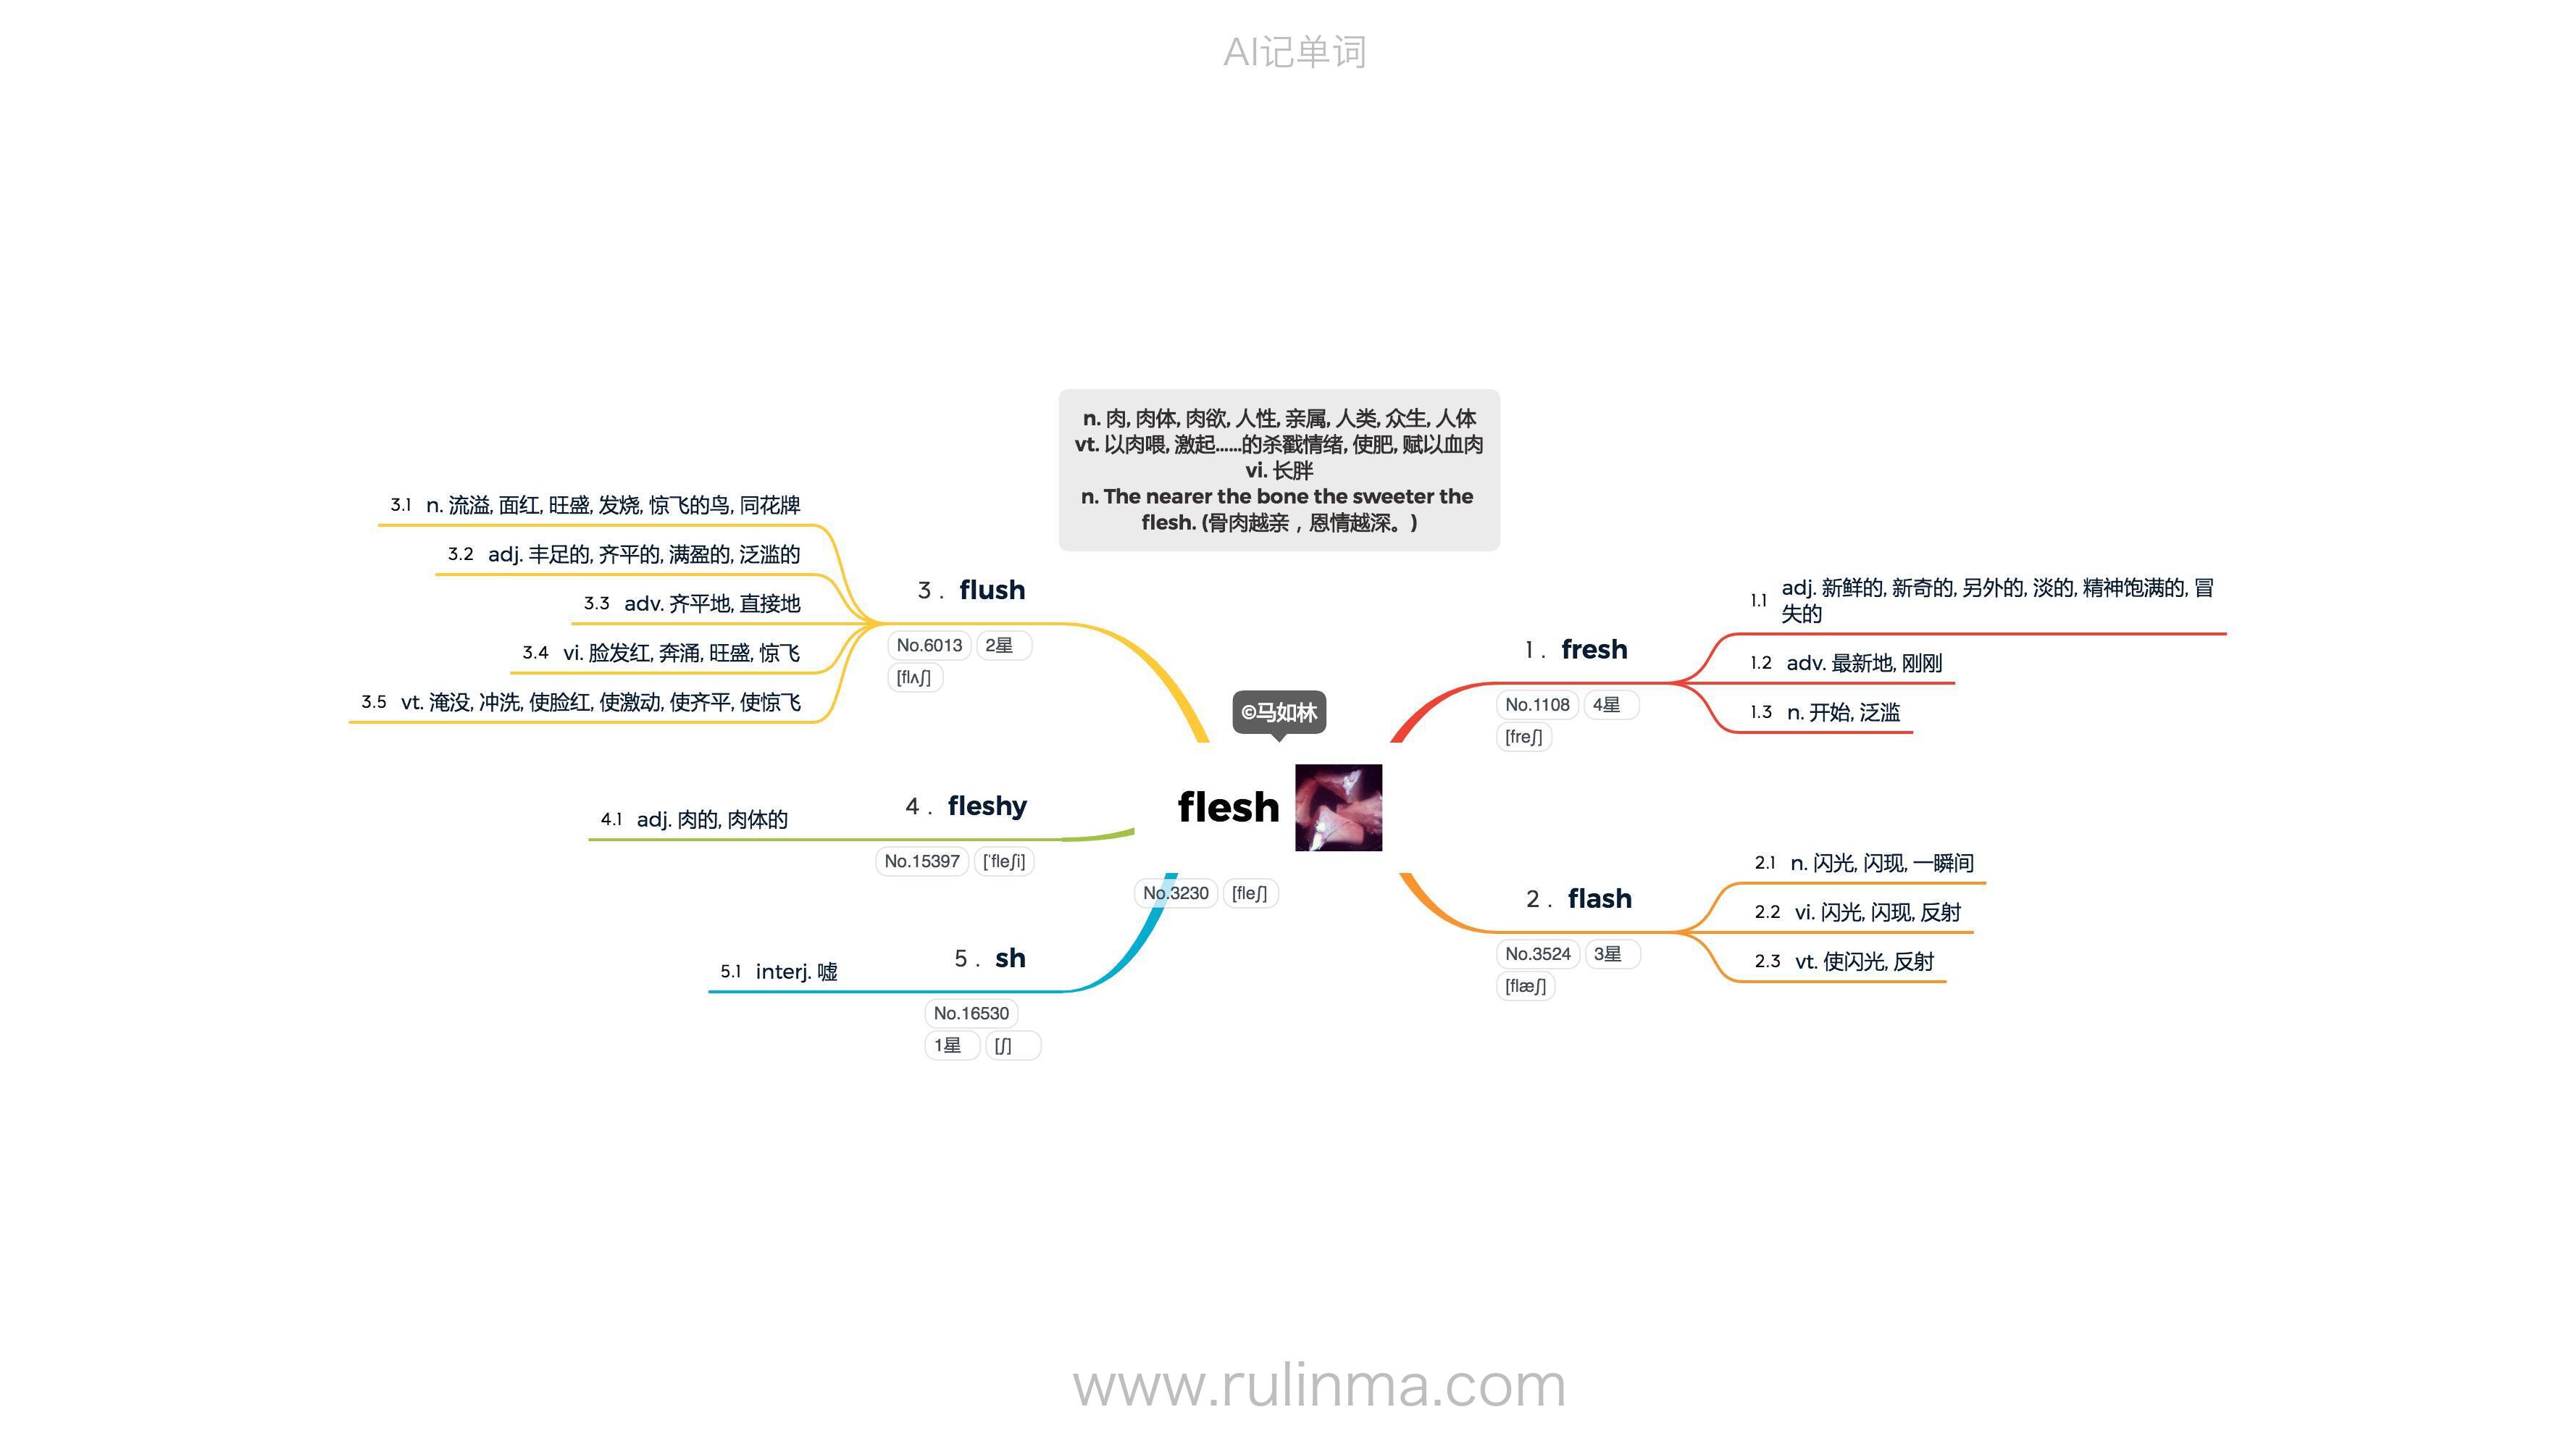 AI记单词
n. 肉, 肉体, 肉欲, 人性, 亲属, 人类, 众生, 人体
vt. 以肉喂, 激起……的杀戳情绪, 使肥, 赋以血肉
vi. 长胖
n. The nearer the bone the sweeter the
flesh. (骨肉越亲，恩情越深。)
©马如林
flesh
No.3230 [fleʃ]
1. fresh
No.1108 4星
[freʃ]
1.1 adj. 新鲜的, 新奇的, 另外的, 淡的, 精神饱满的, 冒
失的
1.2 adv. 最新地, 刚刚
1.3 n. 开始, 泛滥
2. flash
No.3524 3星
[flæʃ]
2.1 n. 闪光, 闪现, 一瞬间
2.2 vi. 闪光, 闪现, 反射
2.3 vt. 使闪光, 反射
3. flush
No.6013 2星
[flʌʃ]
3.1 n. 流溢, 面红, 旺盛, 发烧, 惊飞的鸟, 同花牌
3.2 adj. 丰足的, 齐平的, 满盈的, 泛滥的
3.3 adv. 齐平地, 直接地
3.4 vi. 脸发红, 奔涌, 旺盛, 惊飞
3.5 vt. 淹没, 冲洗, 使脸红, 使激动, 使齐平, 使惊飞
4. fleshy
No.15397 [ˈfleʃi]
4.1 adj. 肉的, 肉体的
5. sh
No.16530
1星 [ʃ]
5.1 interj. 嘘
www.rulinma.com